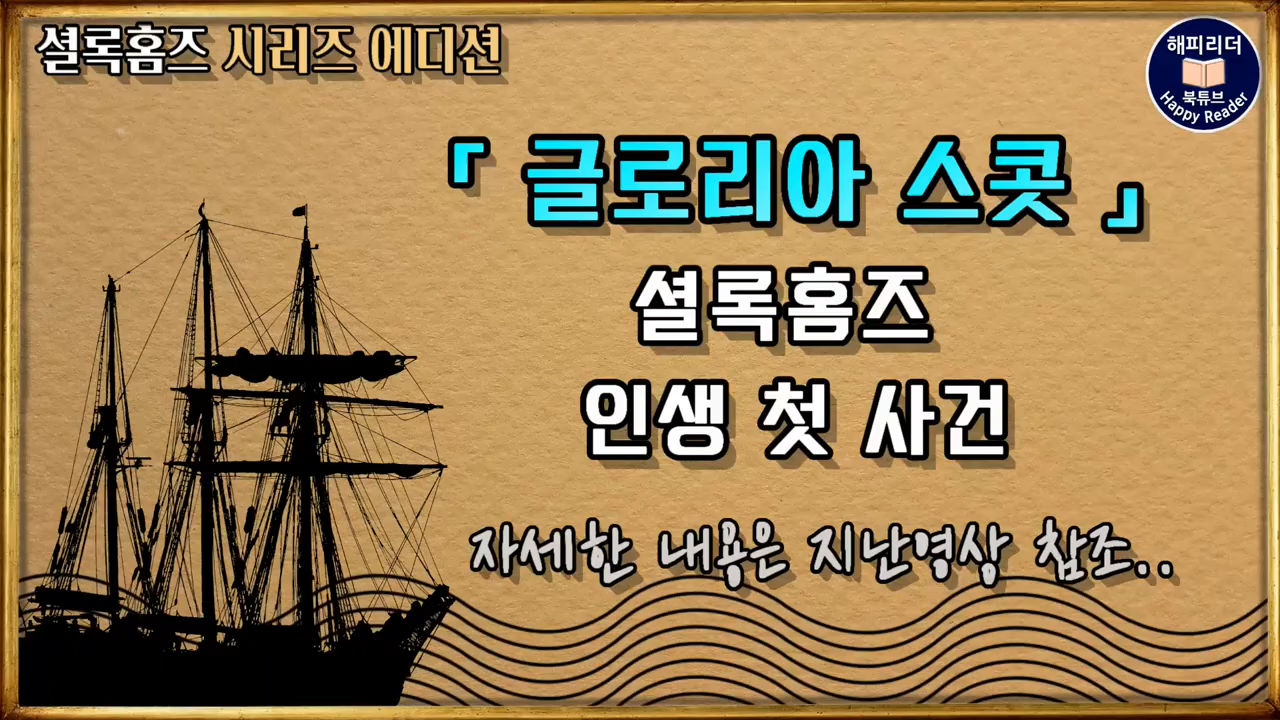 셜록홈즈 시리즈 에디션
해피리더
북튜브
Happy Reader
「 글로리아 스콧 」
셜록홈즈
인생 첫 사건
자세한 내용은 지난영상 참조..